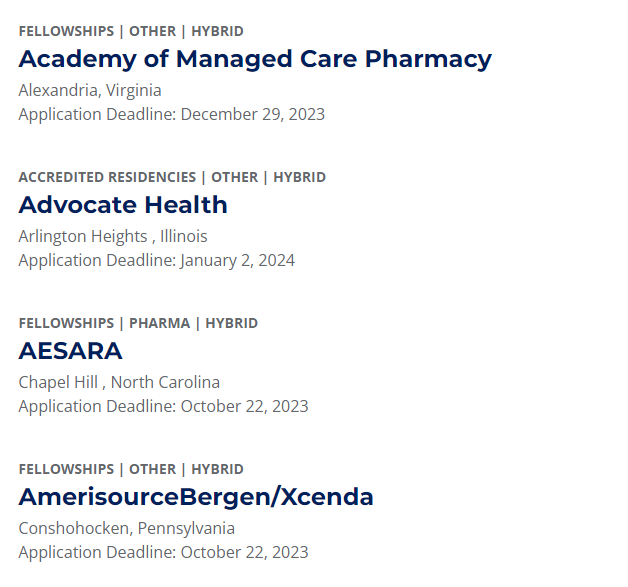 FELLOWSHIPS | OTHER | HYBRID
Academy of Managed Care Pharmacy
Alexandria, Virginia
Application Deadline: December 29, 2023
ACCREDITED RESIDENCIES | OTHER | HYBRID
Advocate Health
Arlington Heights , Illinois
Application Deadline: January 2, 2024
FELLOWSHIPS | PHARMA | HYBRID
AESARA
Chapel Hill , North Carolina
Application Deadline: October 22, 2023
FELLOWSHIPS | OTHER | HYBRID
AmerisourceBergen/Xcenda
Conshohocken, Pennsylvania
Application Deadline: October 22, 2023